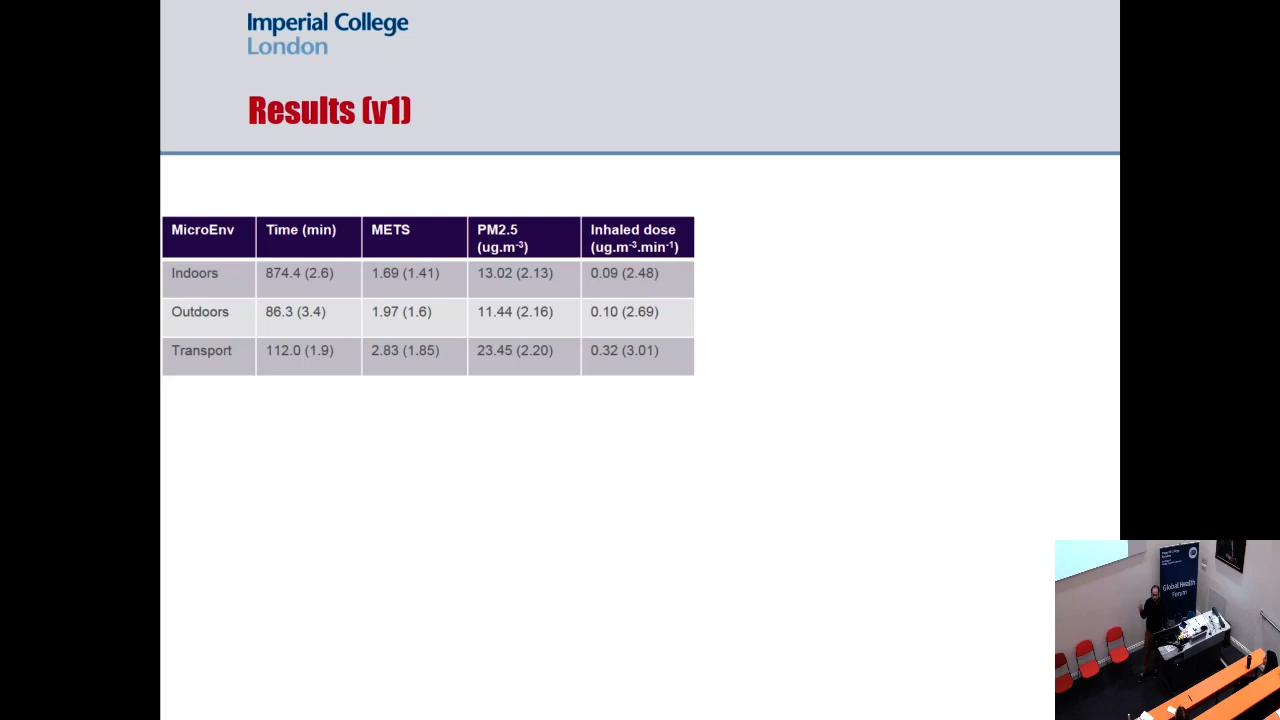 Imperial College
London
Results (v1)
MicroEnv Time (min) METS PM2.5 (ug.m⁻³) Inhaled dose (ug.m⁻³.min⁻¹)
Indoors 874.4 (2.6) 1.69 (1.41) 13.02 (2.13) 0.09 (2.48)
Outdoors 86.3 (3.4) 1.97 (1.6) 11.44 (2.16) 0.10 (2.69)
Transport 112.0 (1.9) 2.83 (1.85) 23.45 (2.20) 0.32 (3.01)
Global Health
Forum